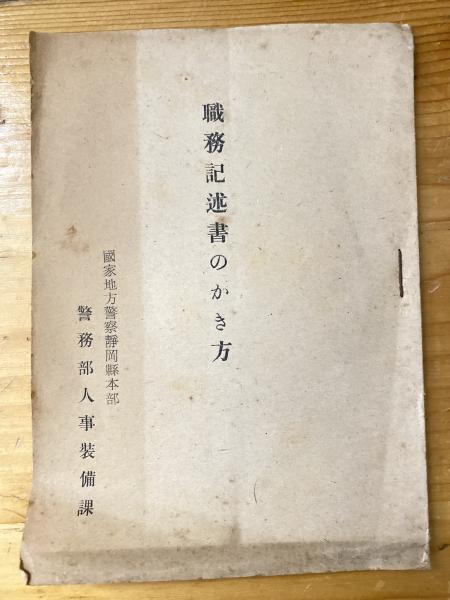 職務記述書のかき方
國家地方警察靜岡縣本部
警務部人事裝備課